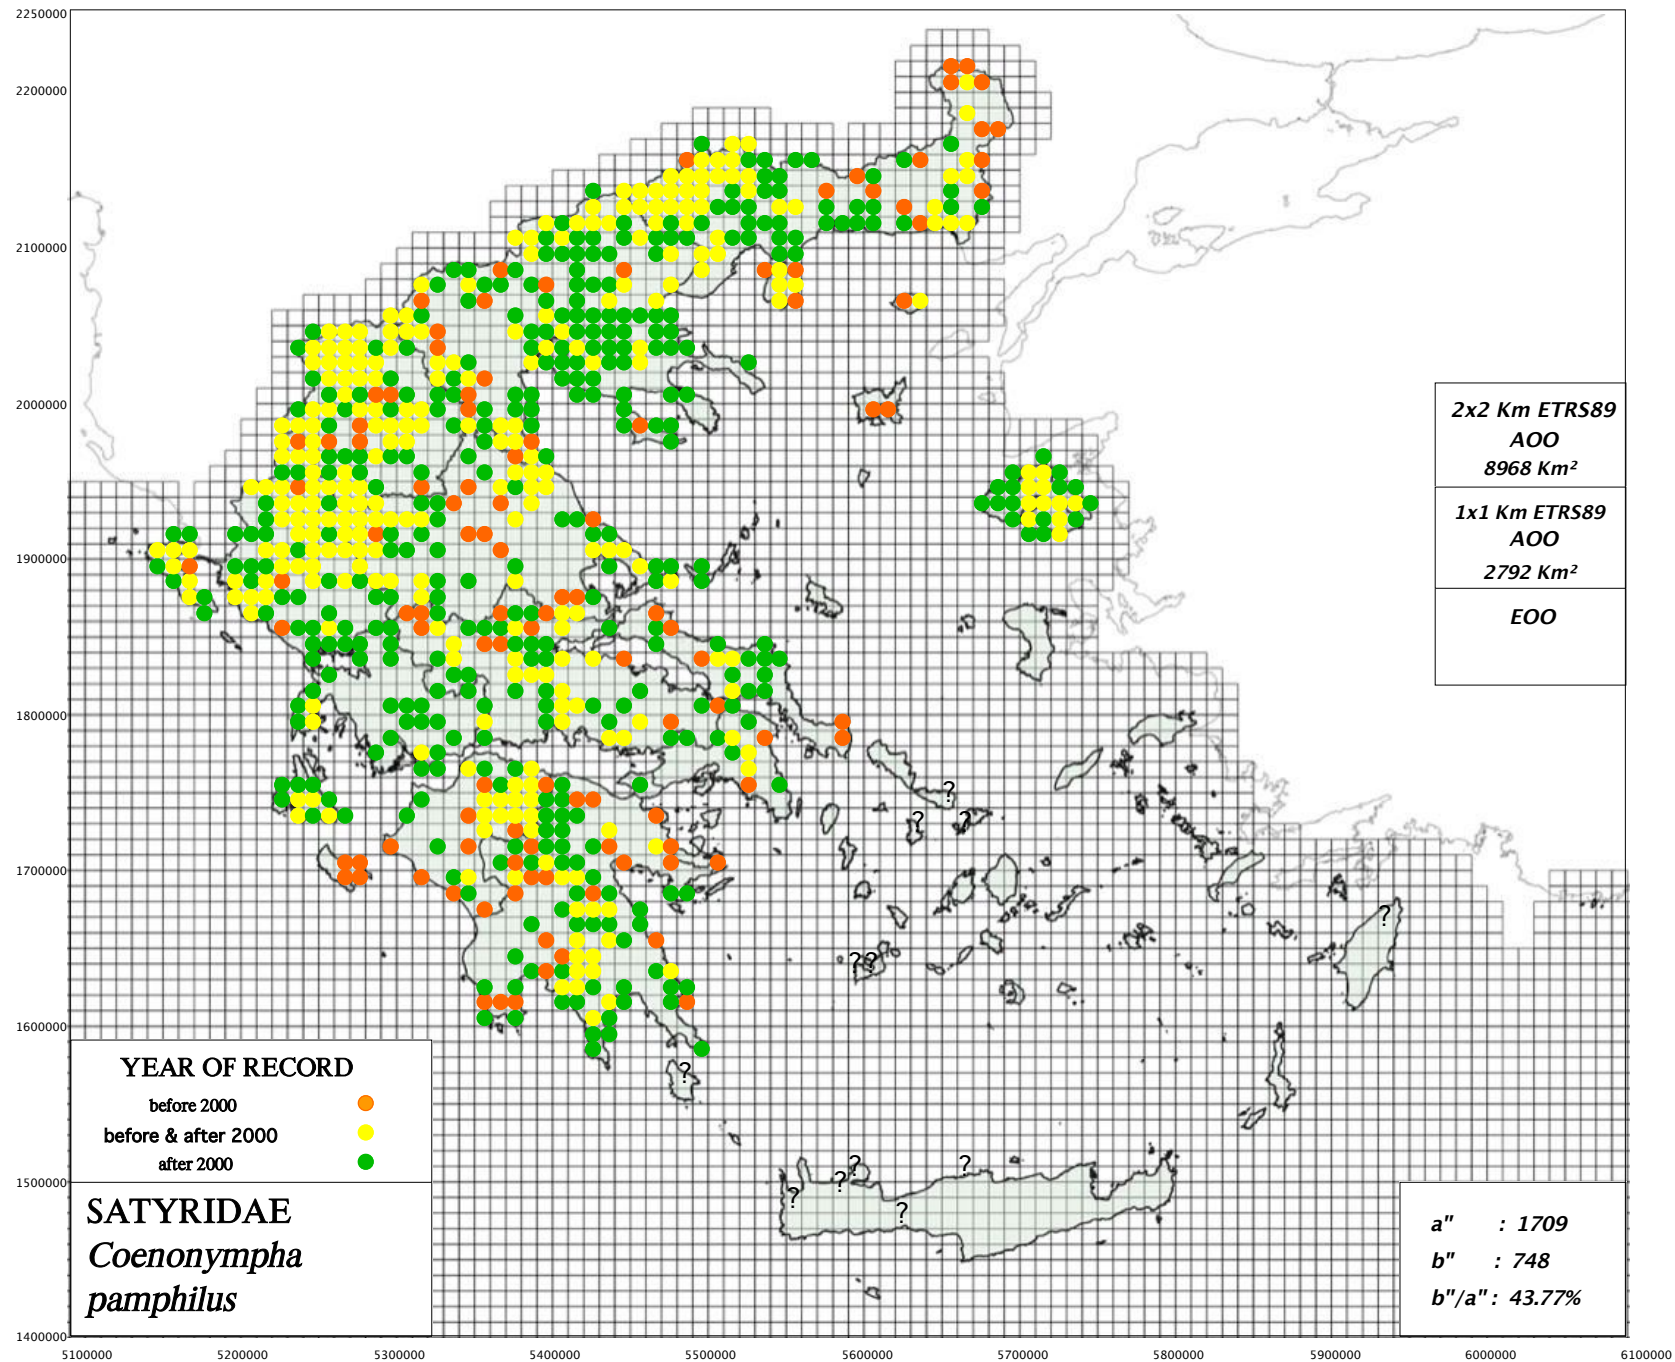 2250000
2200000
2100000
2000000
1900000
1800000
1700000
1600000
1500000
1400000
2x2 Km ETRS89
AOO
8968 Km²
1x1 Km ETRS89
AOO
2792 Km²
EOO
?
?
?
?
? ?
?
?
?
?
?
?
?
YEAR OF RECORD
before 2000
before & after 2000
after 2000
SATYRIDAE
Coenonympha
pamphilus
a" : 1709
b" : 748
b"/a" : 43.77%
5100000 5200000 5300000 5400000 5500000 5600000 5700000 5800000 5900000 6000000 6100000